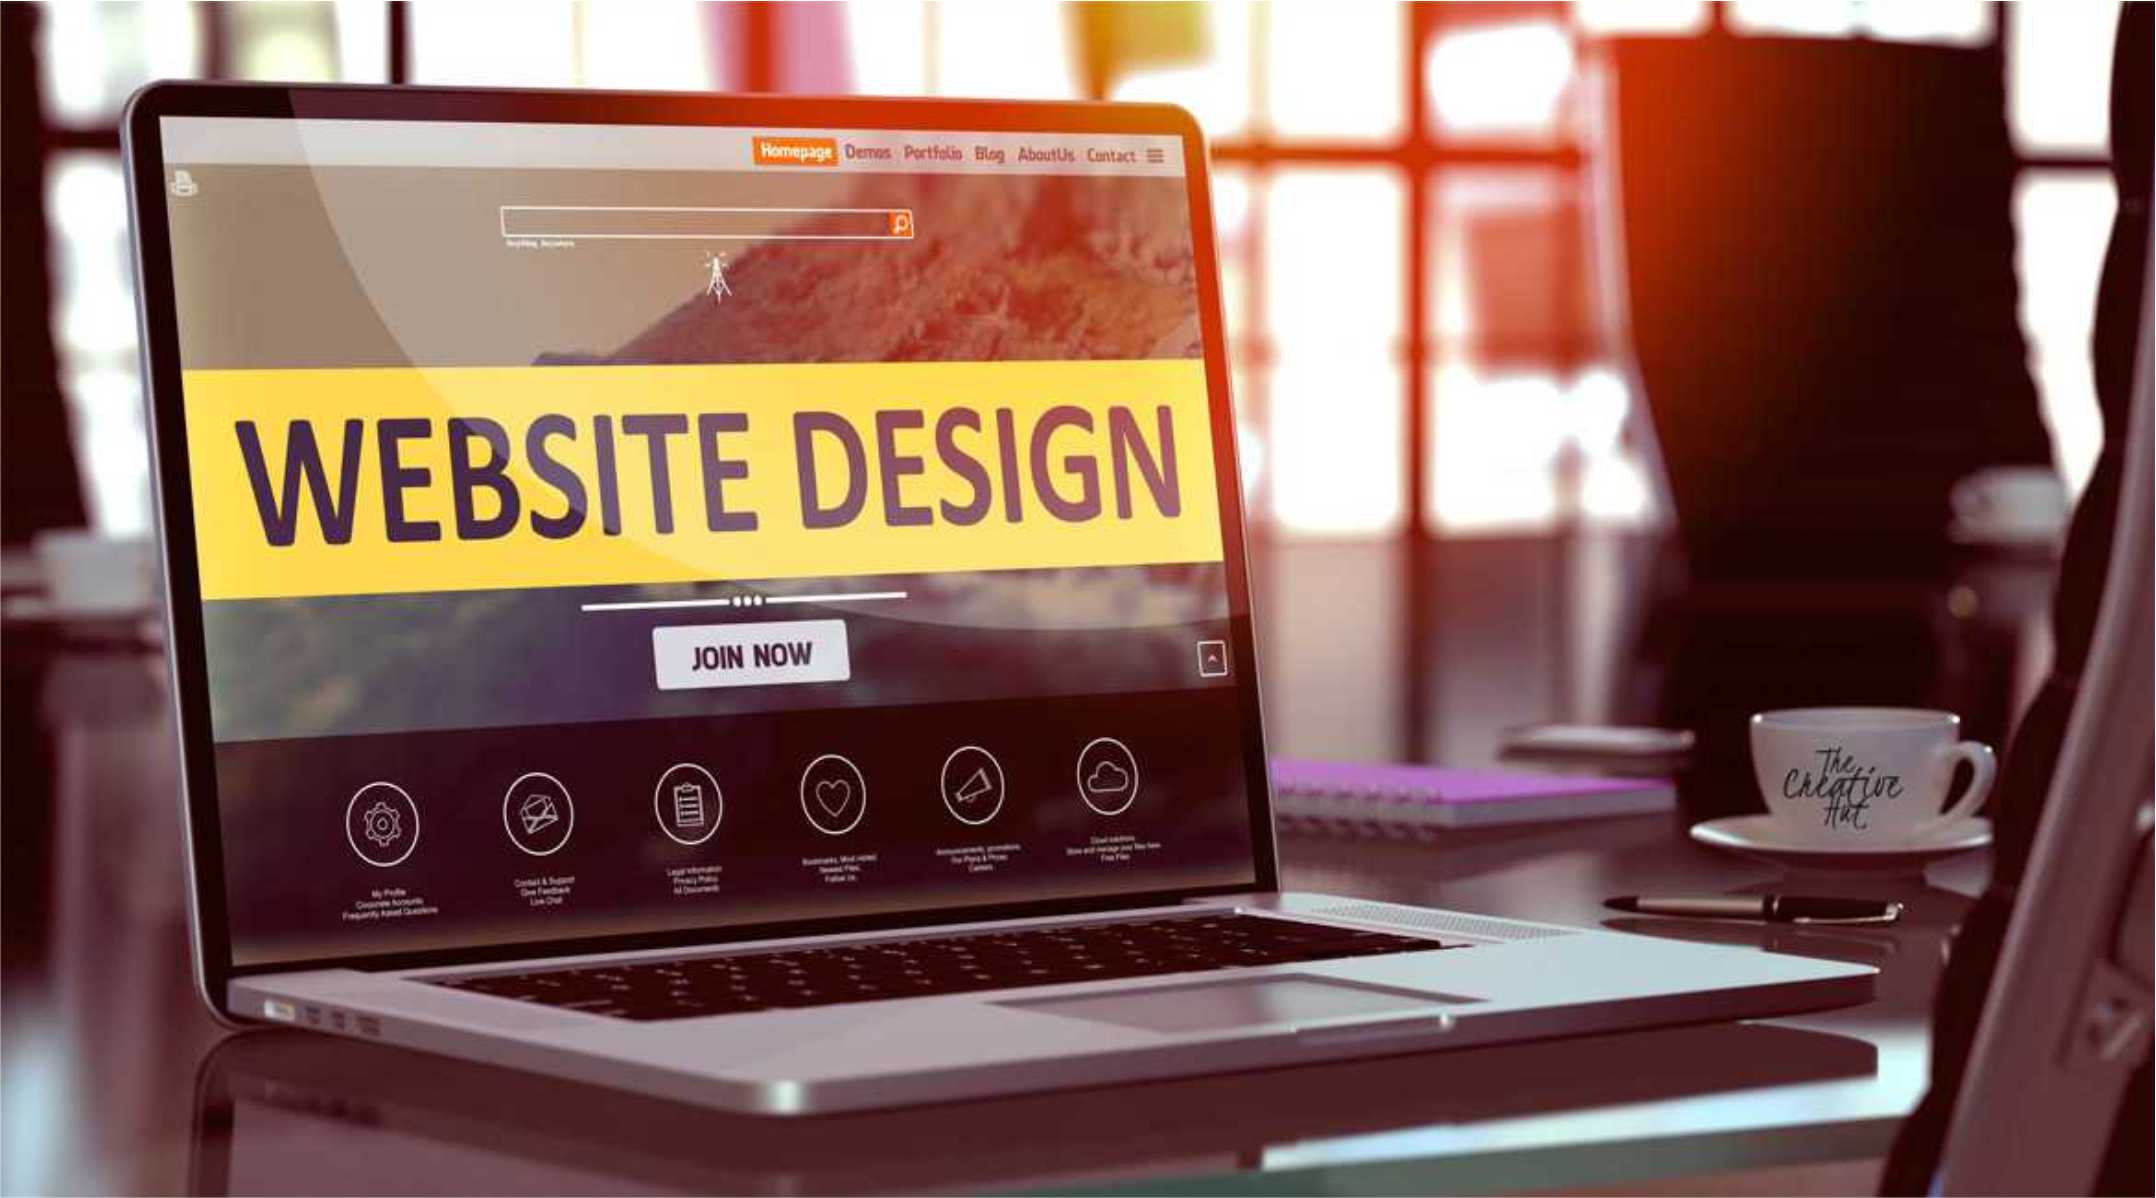 Homepage Demos Portfolio Blog AboutUs Contact
Anything, Anywhere
WEBSITE DESIGN
JOIN NOW
My Profile
Corporate Accounts
Frequently Asked Questions
Contact & Support
Give Feedback
Live Chat
Legal Information
Privacy Policy
All Documents
Bookmarks, Most visited
Newest Files
Follow Us
Announcements, promotions
Our Plans & Prices
Careers
Cloud solutions
Store and manage your files here
Free Files
The
Creative
Hut